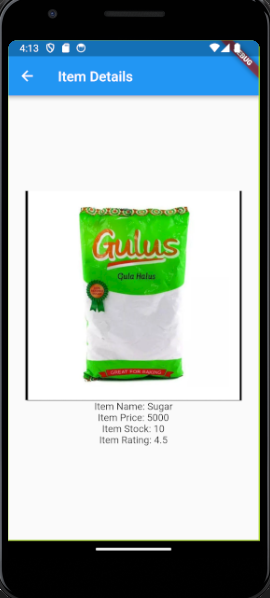 4:13
BUG
Item Details
Gulus
Gula Halus
GREAT FOR BAKING
Item Name: Sugar
Item Price: 5000
Item Stock: 10
Item Rating: 4.5